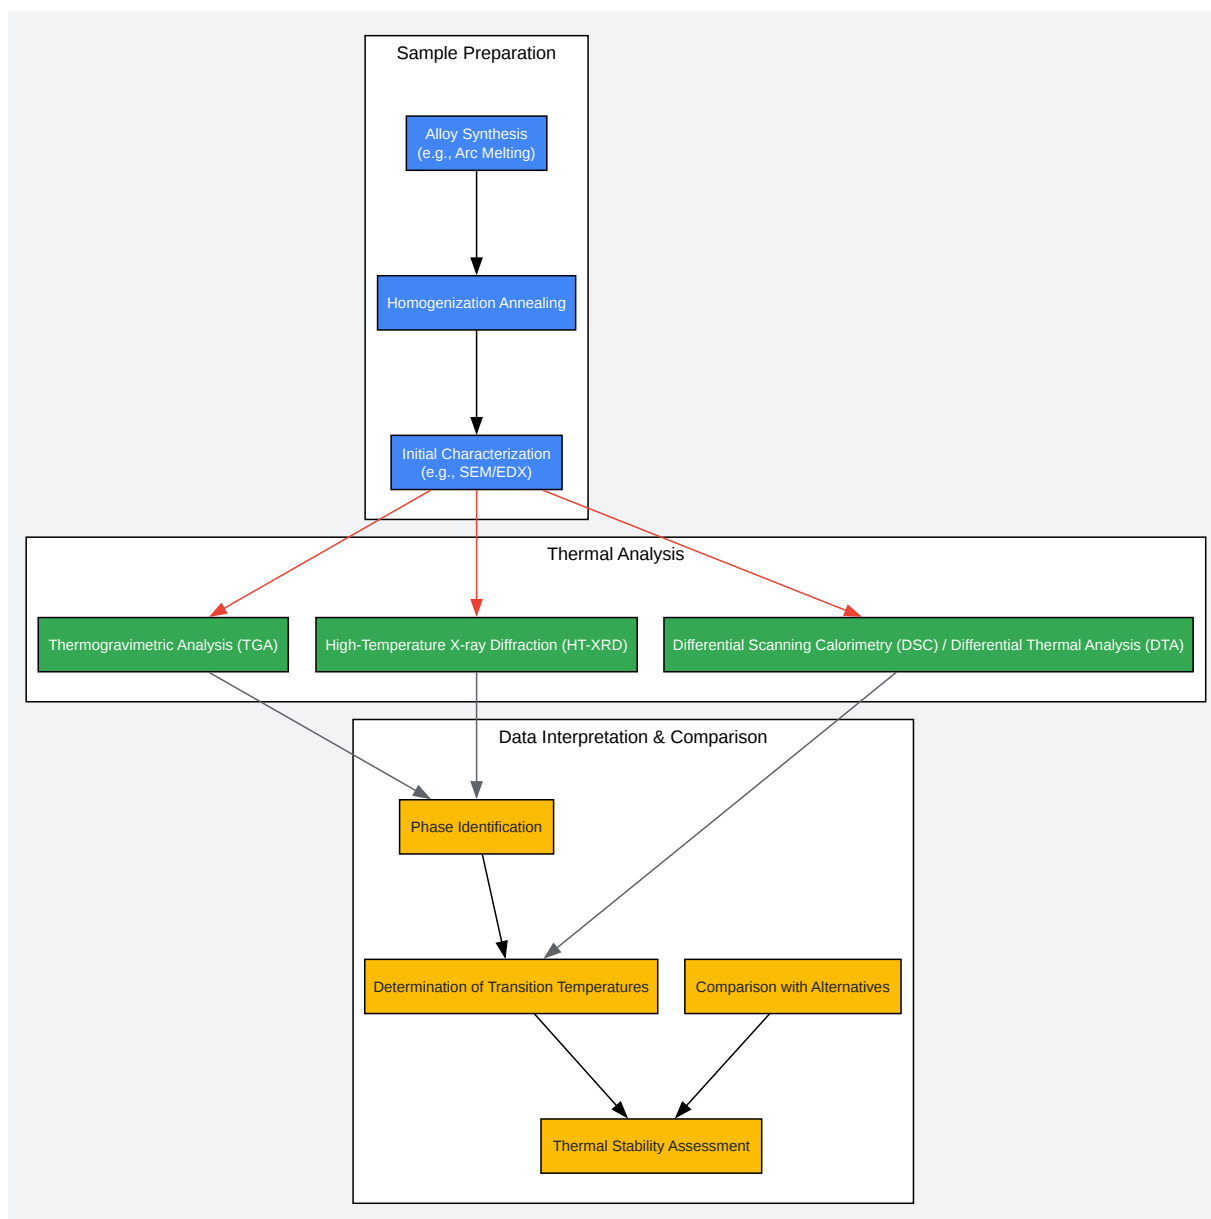 Sample Preparation
Alloy Synthesis
(e.g., Arc Melting)
Homogenization Annealing
Initial Characterization
(e.g., SEM/EDX)
Thermal Analysis
Thermogravimetric Analysis (TGA)
High-Temperature X-ray Diffraction (HT-XRD)
Differential Scanning Calorimetry (DSC) / Differential Thermal Analysis (DTA)
Data Interpretation & Comparison
Phase Identification
Determination of Transition Temperatures
Comparison with Alternatives
Thermal Stability Assessment